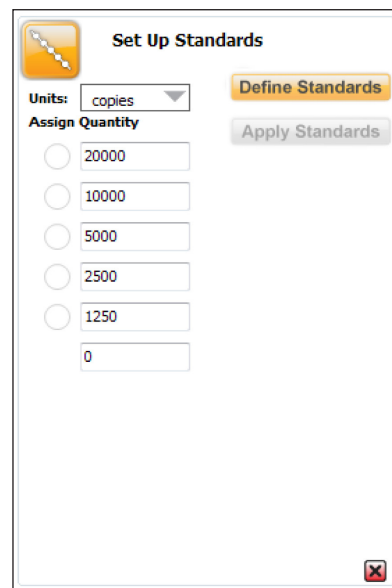 Set Up Standards
Define Standards
Units: copies
Assign Quantity
Apply Standards
20000
10000
5000
2500
1250
0